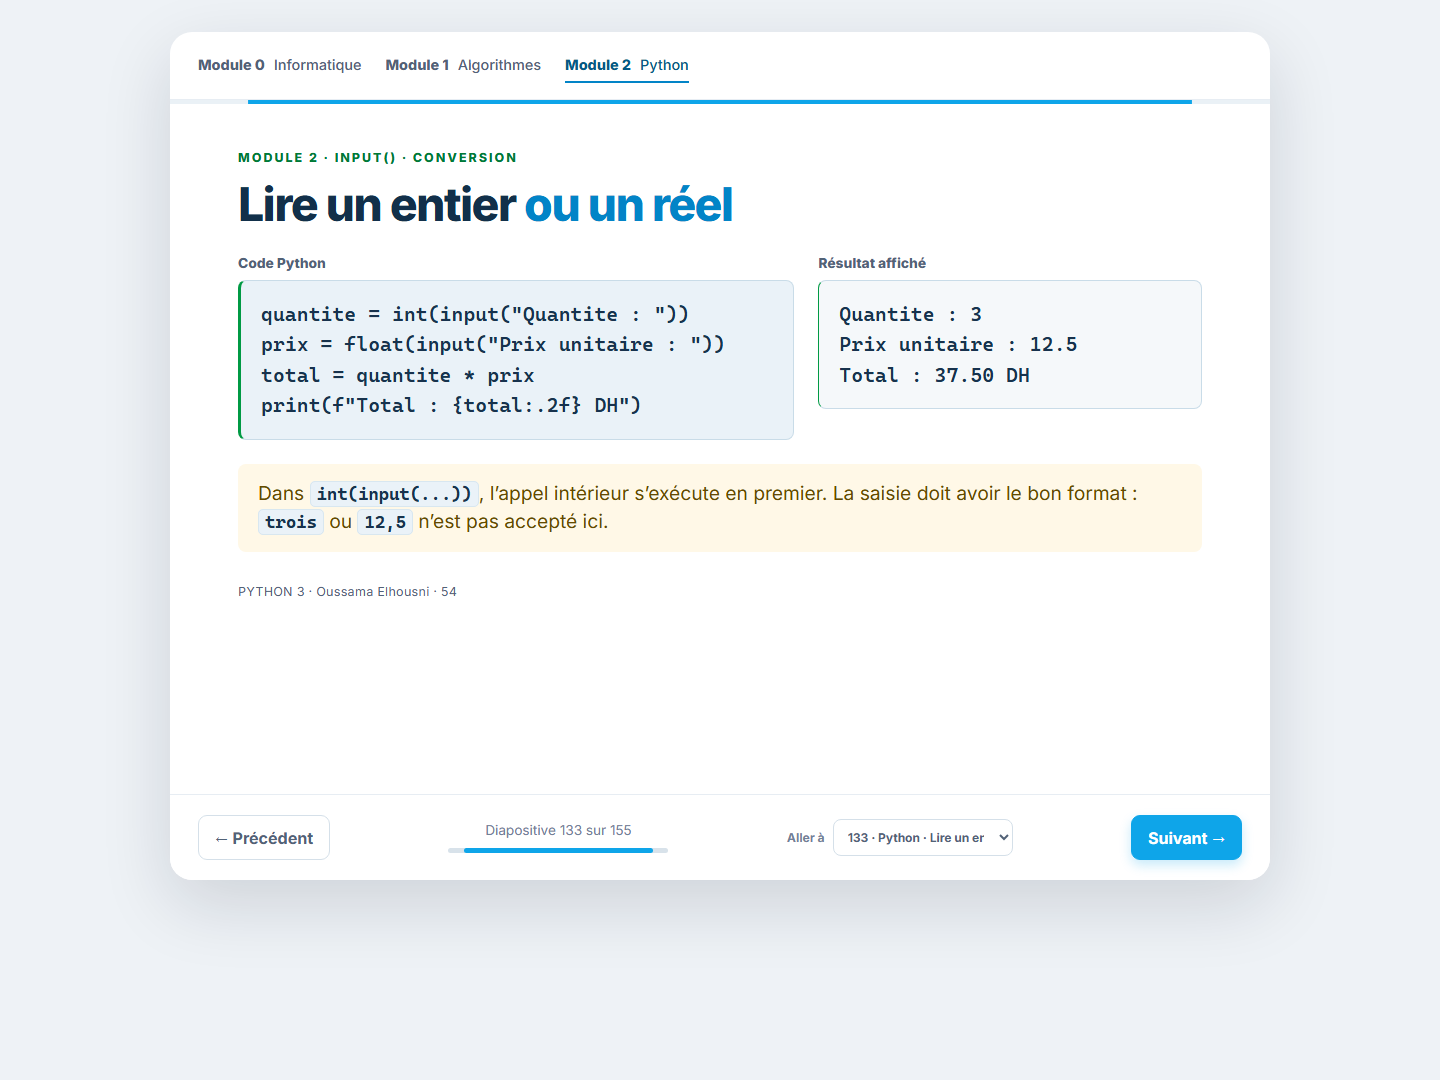 Module 0 Informatique Module 1 Algorithmes Module 2 Python
MODULE 2 · INPUT() · CONVERSION
Lire un entier ou un réel
Code Python
quantite = int(input("Quantite : "))
prix = float(input("Prix unitaire : "))
total = quantite * prix
print(f"Total : {total:.2f} DH")
Résultat affiché
Quantite : 3
Prix unitaire : 12.5
Total : 37.50 DH
Dans int(input(...)), l’appel intérieur s’exécute en premier. La saisie doit avoir le bon format :
trois ou 12,5 n’est pas accepté ici.
PYTHON 3 · Oussama Elhousni · 54
← Précédent
Diapositive 133 sur 155
Aller à 133 · Python · Lire un er
Suivant →